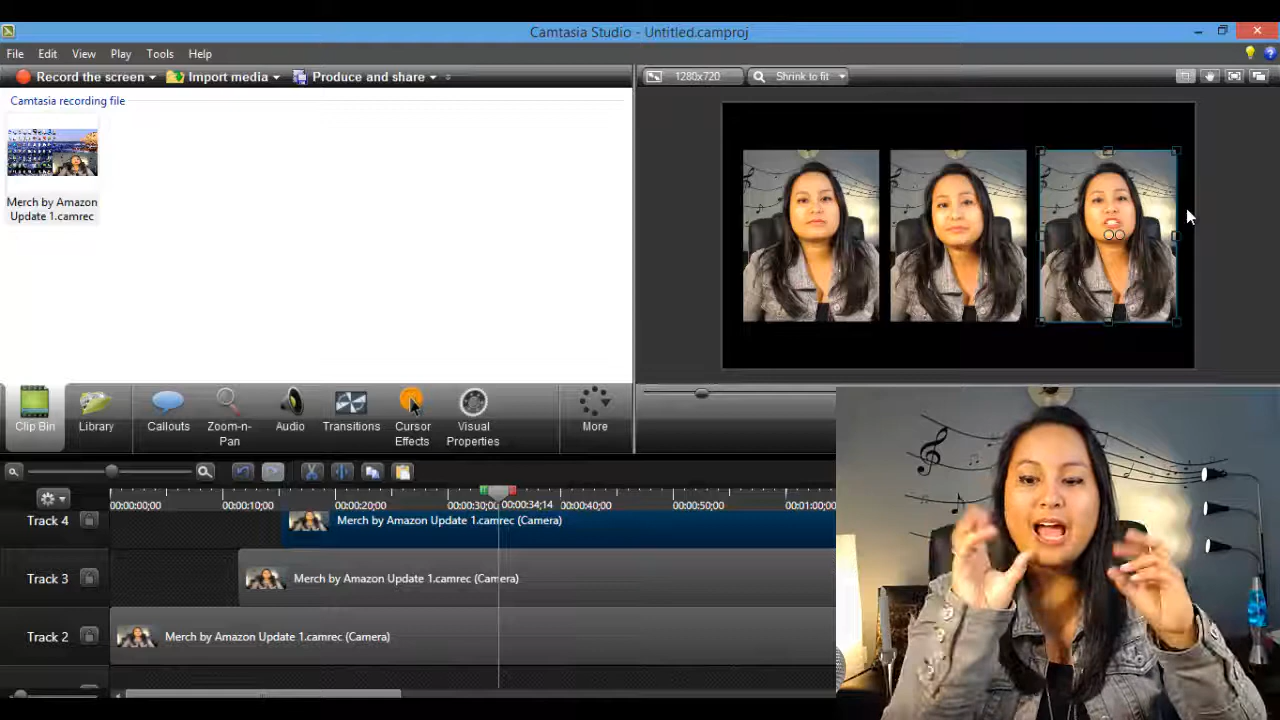 Camtasia Studio - Untitled.camproj
File Edit View Play Tools Help
Record the screen Import media Produce and share
1280x720 Shrink to fit
Camtasia recording file
Merch by Amazon
Update 1.camrec
Clip Bin
Library
Callouts
Zoom-n-
Pan
Audio
Transitions
Cursor
Effects
Visual
Properties
More
00:00:00;00 00:00:10;00 00:00:20;00 00:00:30;00 00:00:34;14 00:00:40;00 00:00:50;00 00:01:00;00
Track 4 Merch by Amazon Update 1.camrec (Camera)
Track 3 Merch by Amazon Update 1.camrec (Camera)
Track 2 Merch by Amazon Update 1.camrec (Camera)